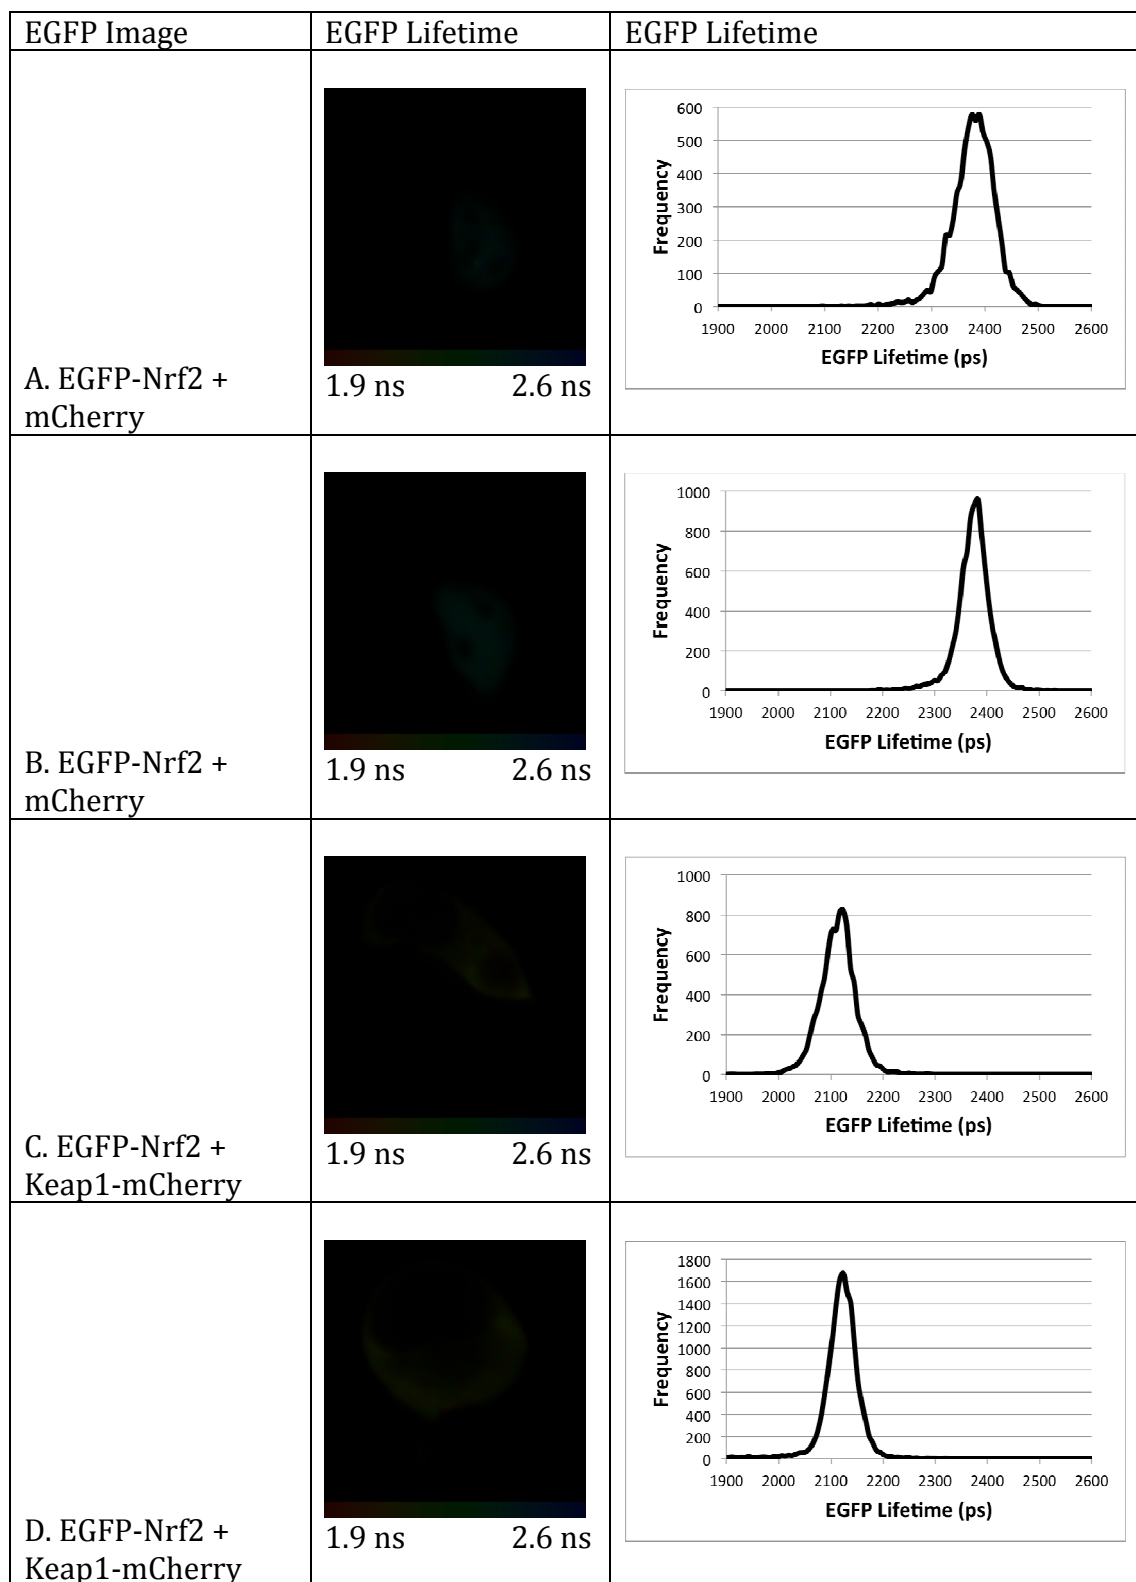 EGFP Image
EGFP Lifetime
EGFP Lifetime
A. EGFP-Nrf2 +
mCherry
1.9 ns 2.6 ns
600
500
400
300
200
100
0
Frequency
1900 2000 2100 2200 2300 2400 2500 2600
EGFP Lifetime (ps)
B. EGFP-Nrf2 +
mCherry
1.9 ns 2.6 ns
1000
800
600
400
200
0
Frequency
1900 2000 2100 2200 2300 2400 2500 2600
EGFP Lifetime (ps)
C. EGFP-Nrf2 +
Keap1-mCherry
1.9 ns 2.6 ns
1000
800
600
400
200
0
Frequency
1900 2000 2100 2200 2300 2400 2500 2600
EGFP Lifetime (ps)
D. EGFP-Nrf2 +
Keap1-mCherry
1.9 ns 2.6 ns
1800
1600
1400
1200
1000
800
600
400
200
0
Frequency
1900 2000 2100 2200 2300 2400 2500 2600
EGFP Lifetime (ps)